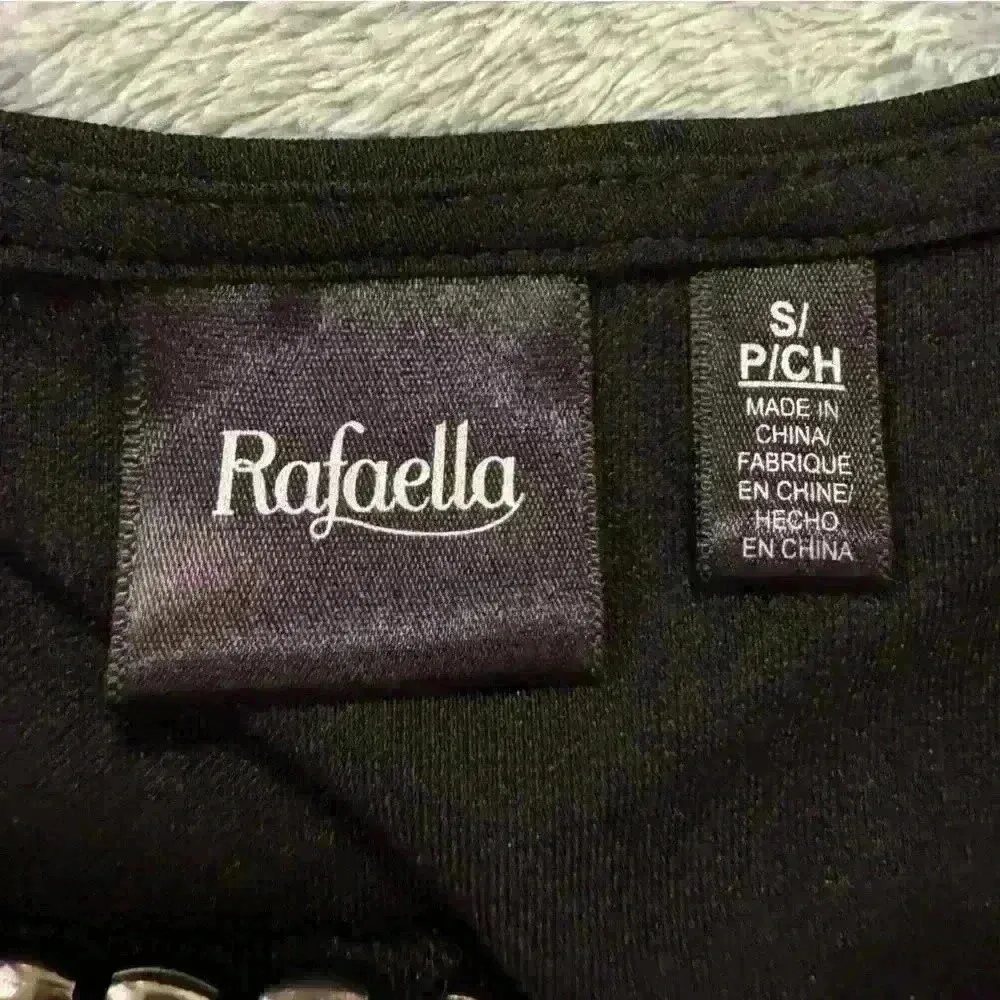 Rafaella
S/
P/CH
MADE IN
CHINA/
FABRIQUÉ
EN CHINE/
HECHO
EN CHINA